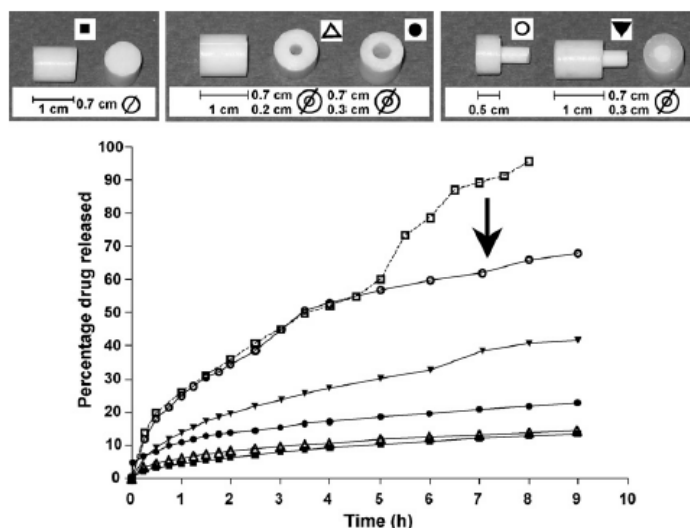 1 cm 0.7 cm
0.7 cm 0.7
1 cm 0.2 cm 0.3 cm
0.7 cm
0.5 cm 1 cm 0.3 cm
Percentage drug released
100
90
80
70
60
50
40
30
20
10
0
0 1 2 3 4 5 6 7 8 9 10
Time (h)